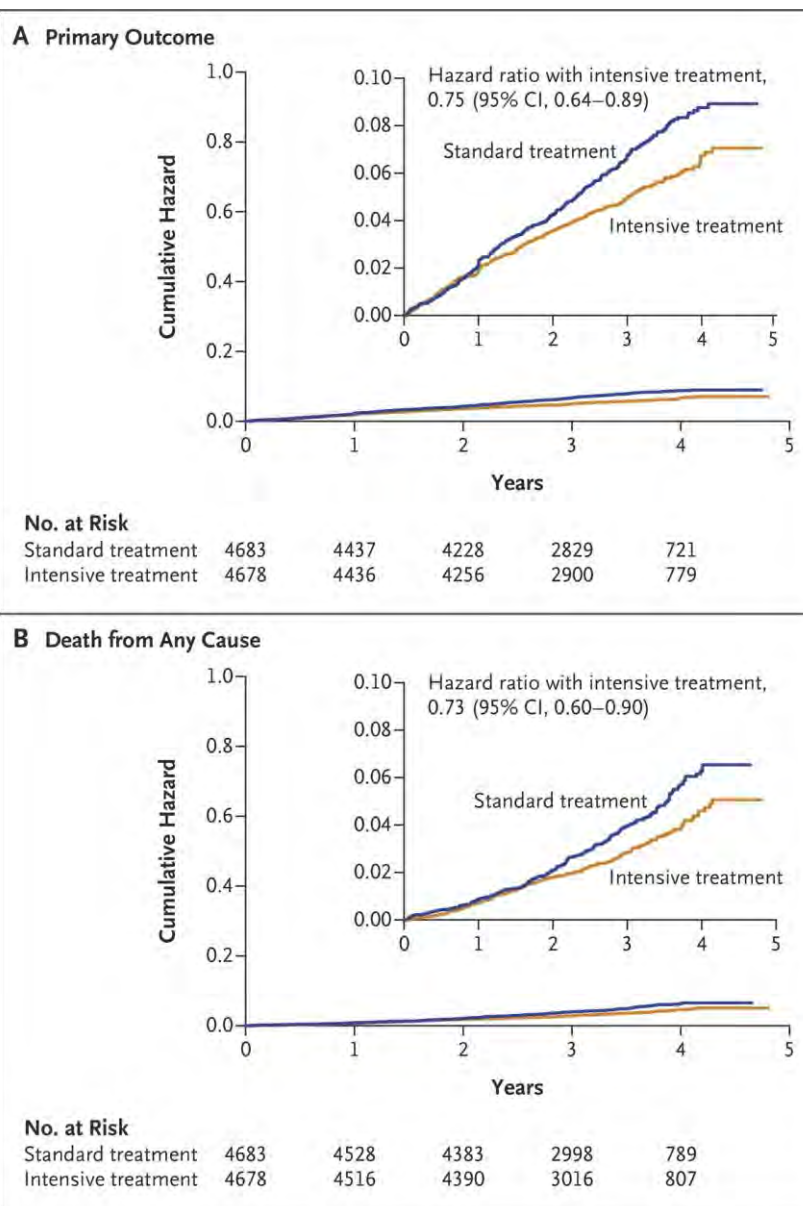 A Primary Outcome
Cumulative Hazard
1.0
0.8
0.6
0.4
0.2
0.0
0 1 2 3 4 5
Years
0.10
0.08
0.06
0.04
0.02
0.00
0 1 2 3 4 5
Hazard ratio with intensive treatment,
0.75 (95% CI, 0.64–0.89)
Standard treatment
Intensive treatment
No. at Risk
Standard treatment 4683 4437 4228 2829 721
Intensive treatment 4678 4436 4256 2900 779
B Death from Any Cause
Cumulative Hazard
1.0
0.8
0.6
0.4
0.2
0.0
0 1 2 3 4 5
Years
0.10
0.08
0.06
0.04
0.02
0.00
0 1 2 3 4 5
Hazard ratio with intensive treatment,
0.73 (95% CI, 0.60–0.90)
Standard treatment
Intensive treatment
No. at Risk
Standard treatment 4683 4528 4383 2998 789
Intensive treatment 4678 4516 4390 3016 807